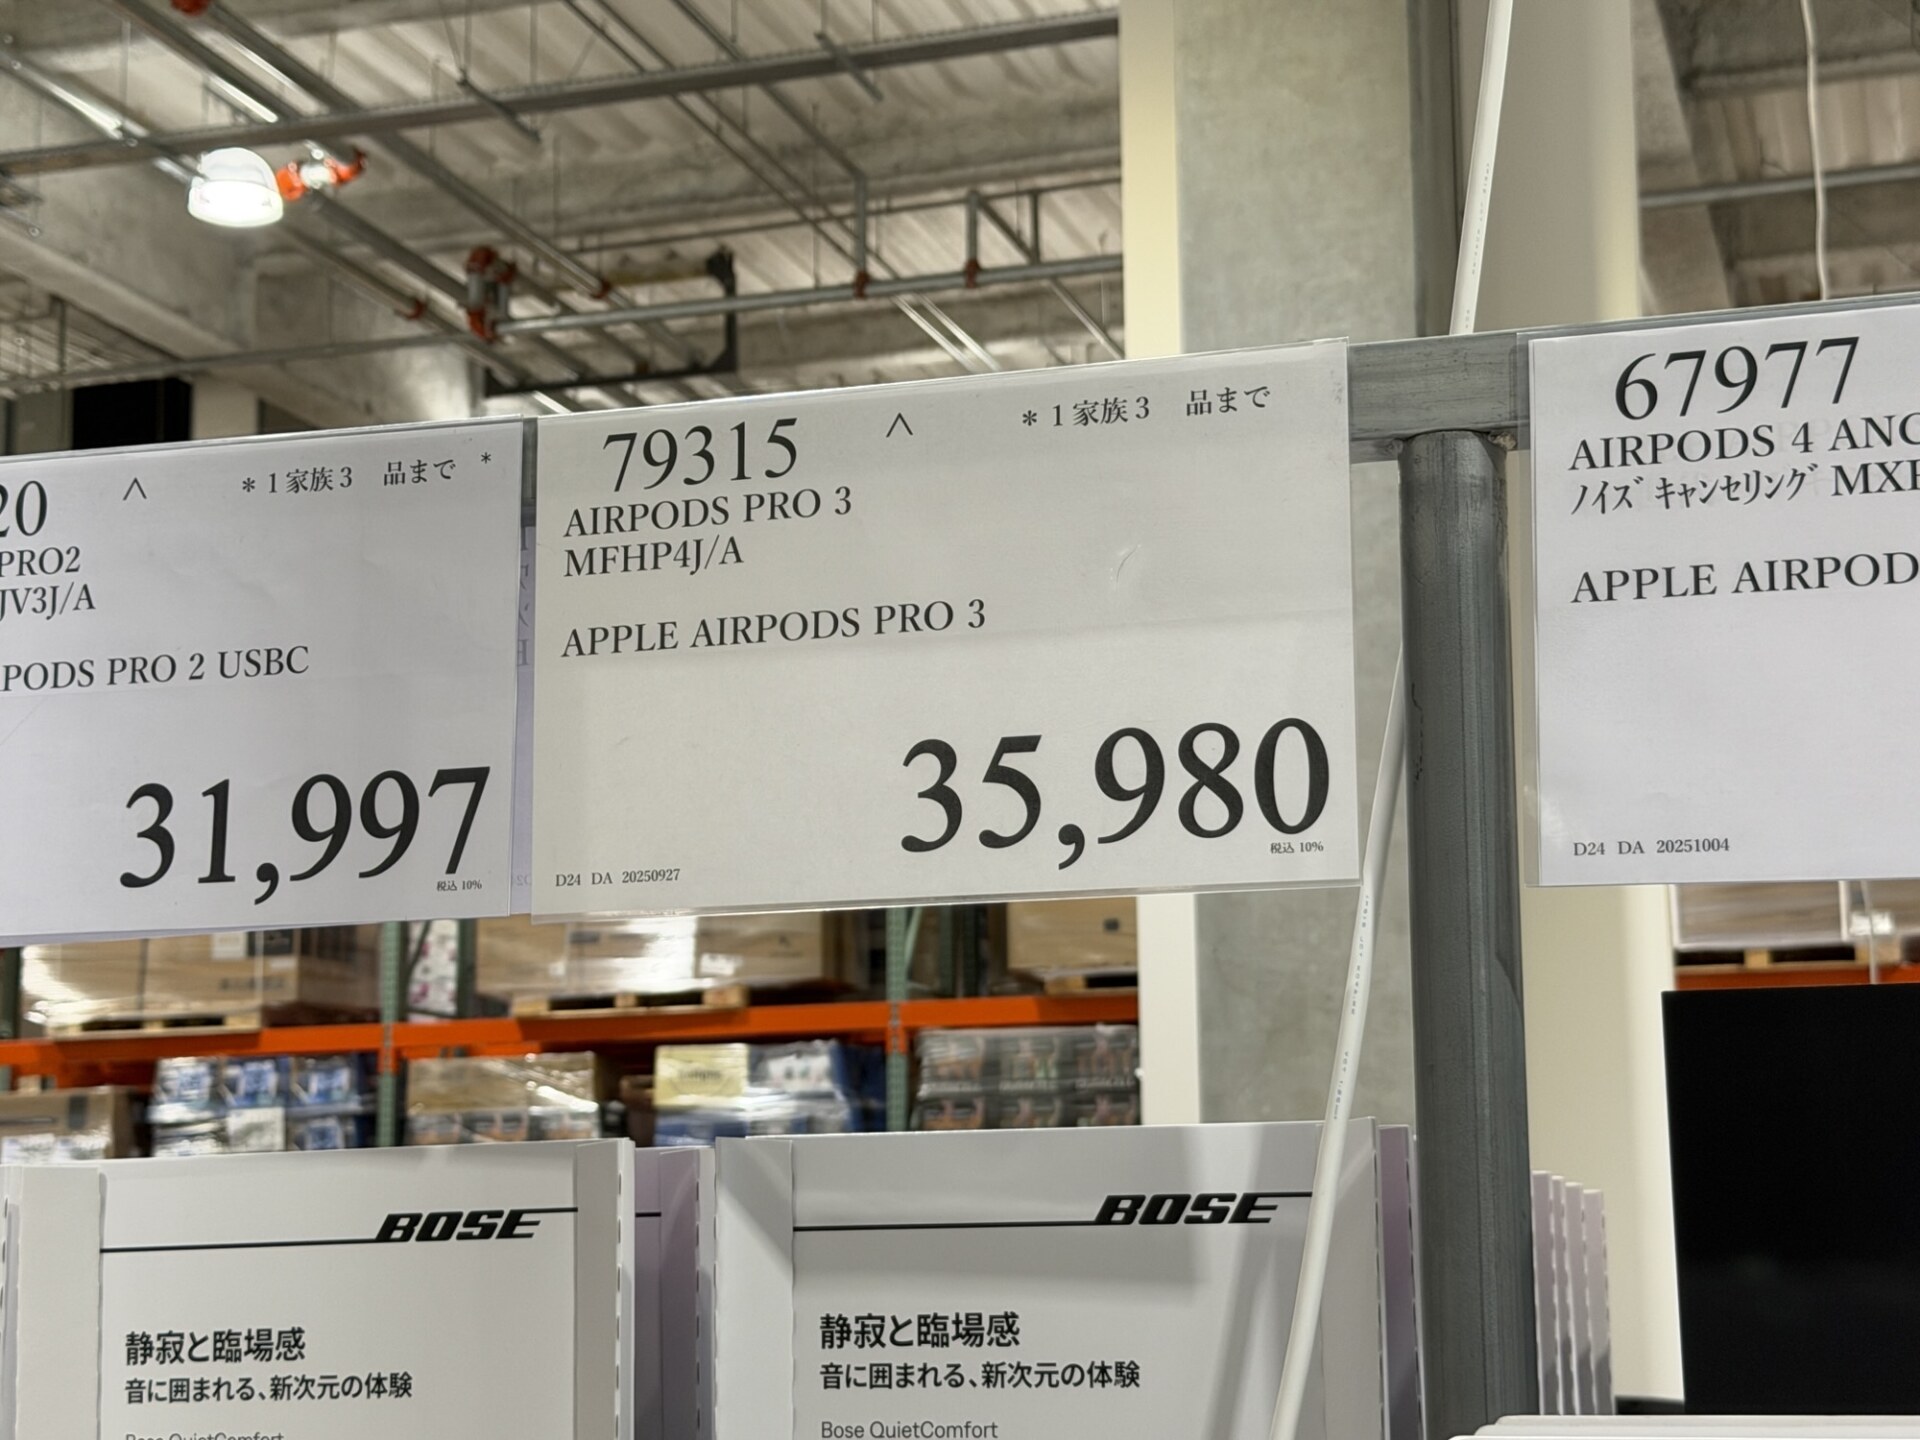 20
^
*1家族3 品まで *
PRO2
JV3J/A
PODS PRO 2 USBC
31,997
税込 10%
79315
^
*1家族3 品まで
AIRPODS PRO 3
MFHP4J/A
APPLE AIRPODS PRO 3
35,980
税込 10%
D24 DA 20250927
67977
AIRPODS 4 ANC
ﾉｲｽﾞｷｬﾝｾﾘﾝｸﾞ MXP
APPLE AIRPOD
D24 DA 20251004
BOSE
静寂と臨場感
音に囲まれる、新次元の体験
Bose QuietComfort
BOSE
静寂と臨場感
音に囲まれる、新次元の体験
Bose QuietComfort